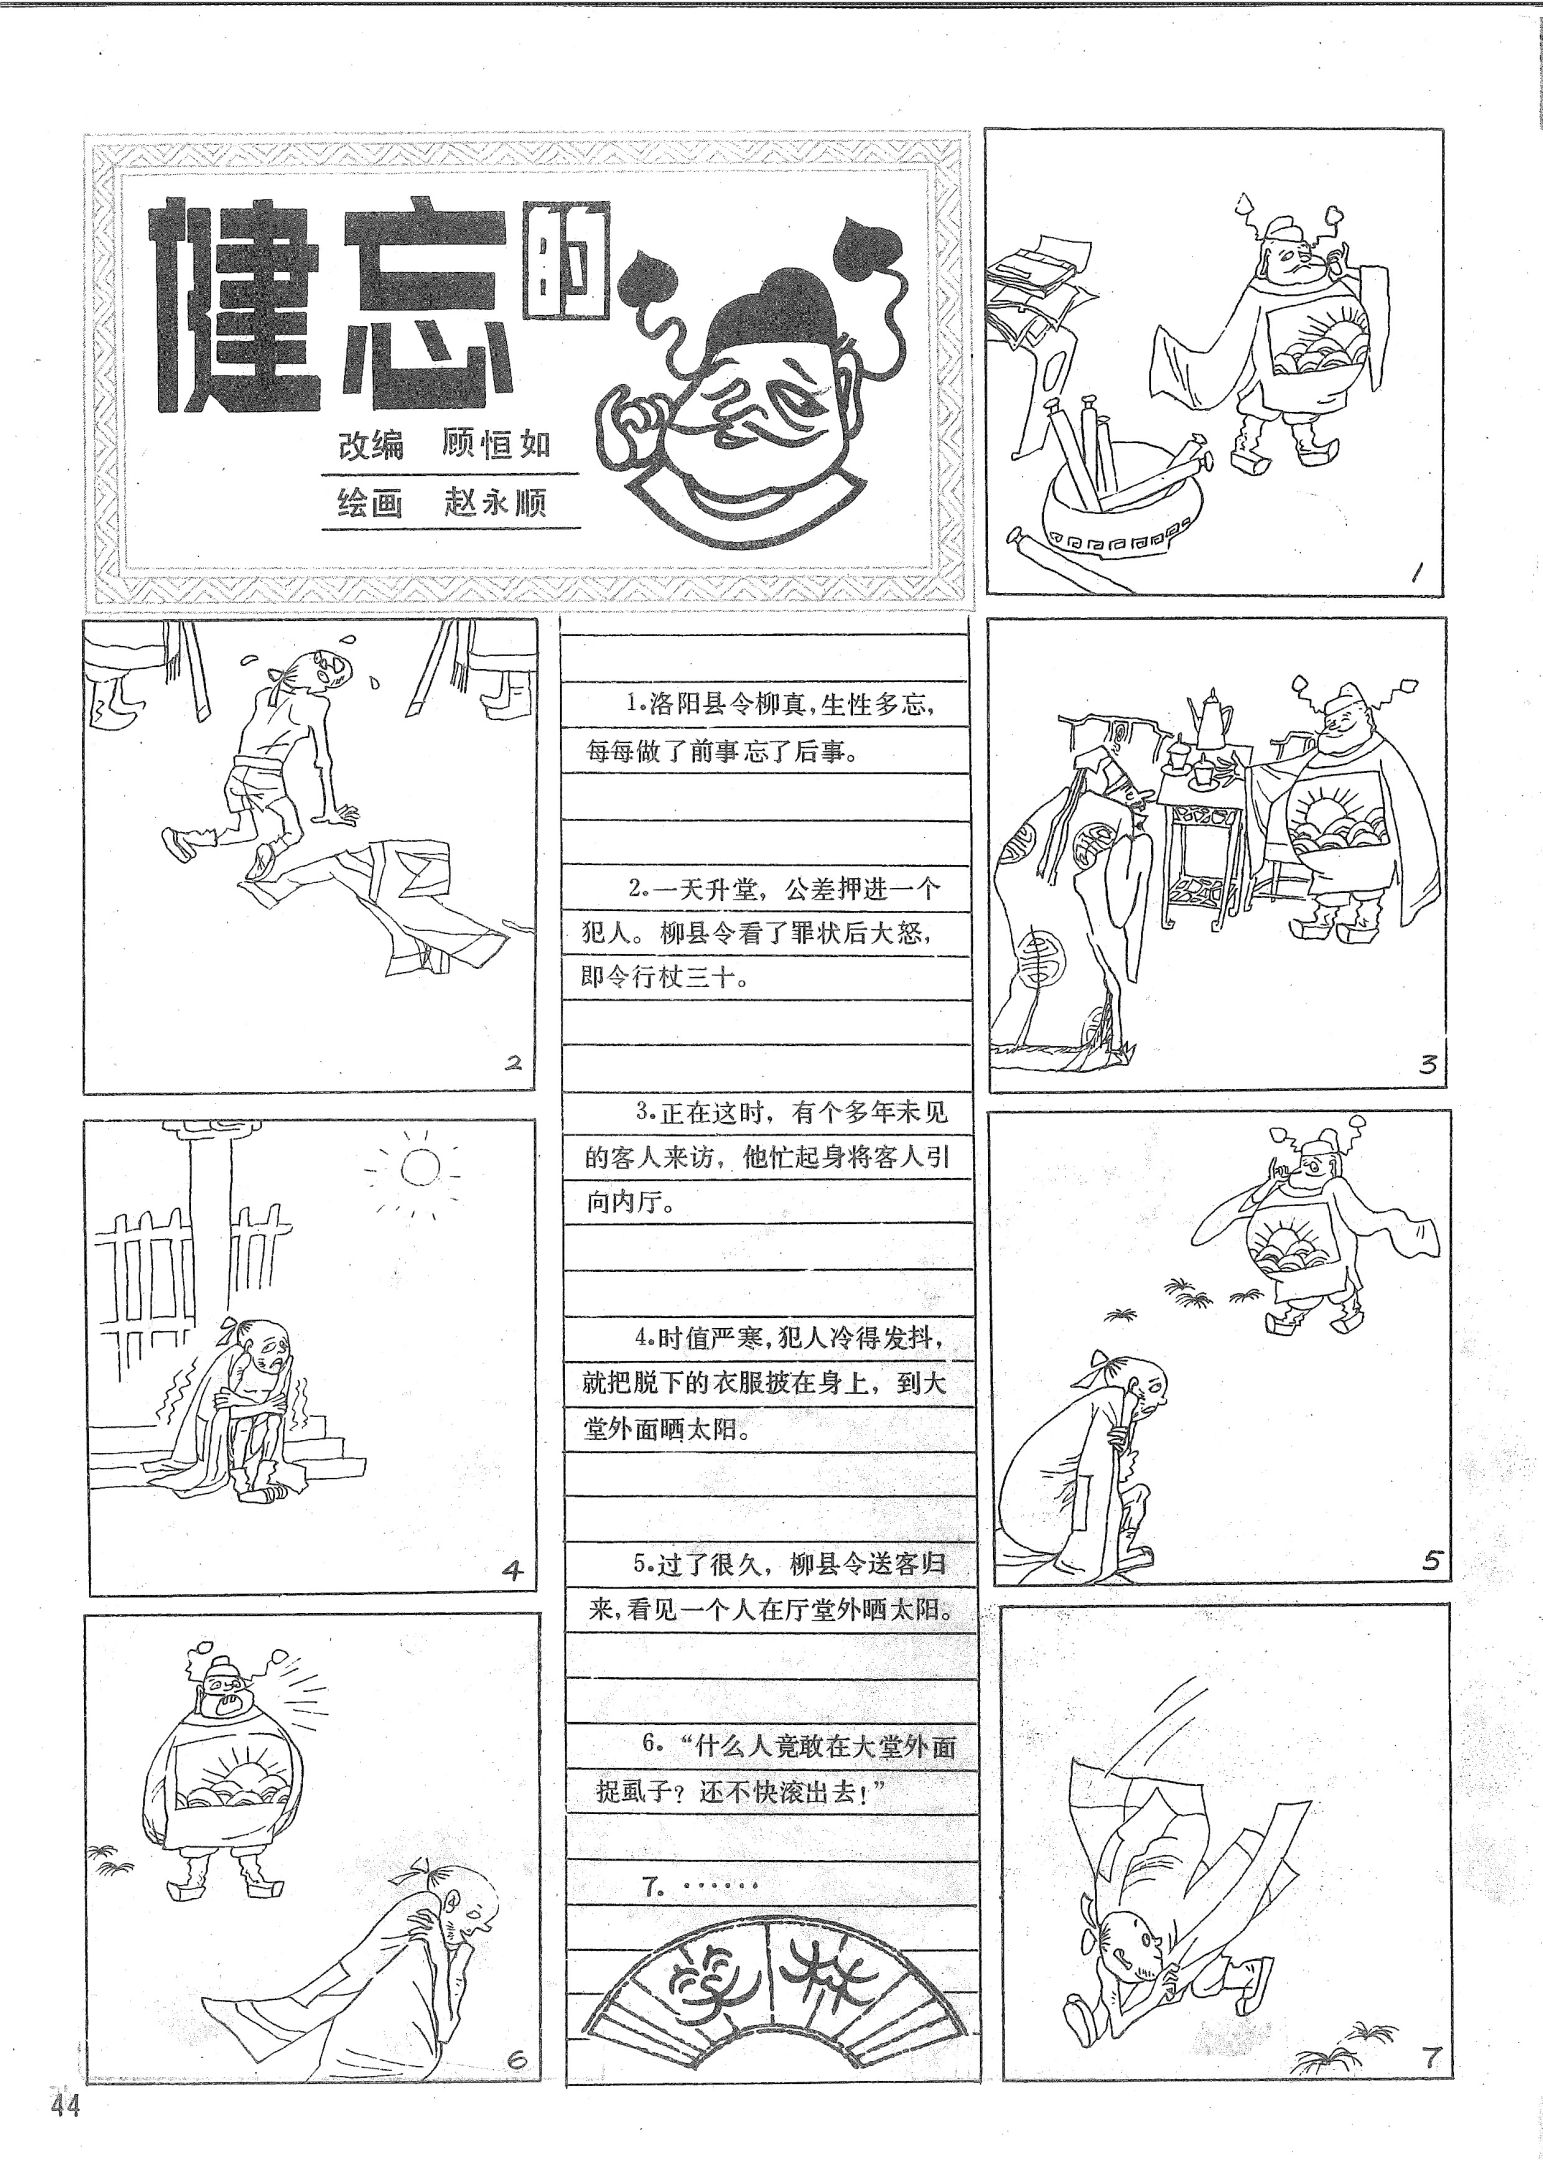 健忘的
改编 顾恒如
绘画 赵永顺
1
2
1.洛阳县令柳真,生性多忘,
每每做了前事忘了后事。
2.一天升堂,公差押进一个
犯人。柳县令看了罪状后大怒,
即令行杖三十。
3.正在这时,有个多年未见
的客人来访,他忙起身将客人引
向内厅。
4.时值严寒,犯人冷得发抖,
就把脱下的衣服披在身上,到大
堂外面晒太阳。
5.过了很久,柳县令送客归
来,看见一个人在厅堂外晒太阳。
6.“什么人竟敢在大堂外面
捉虱子?还不快滚出去!”
7.……
笑林
3
4
5
6
7
44